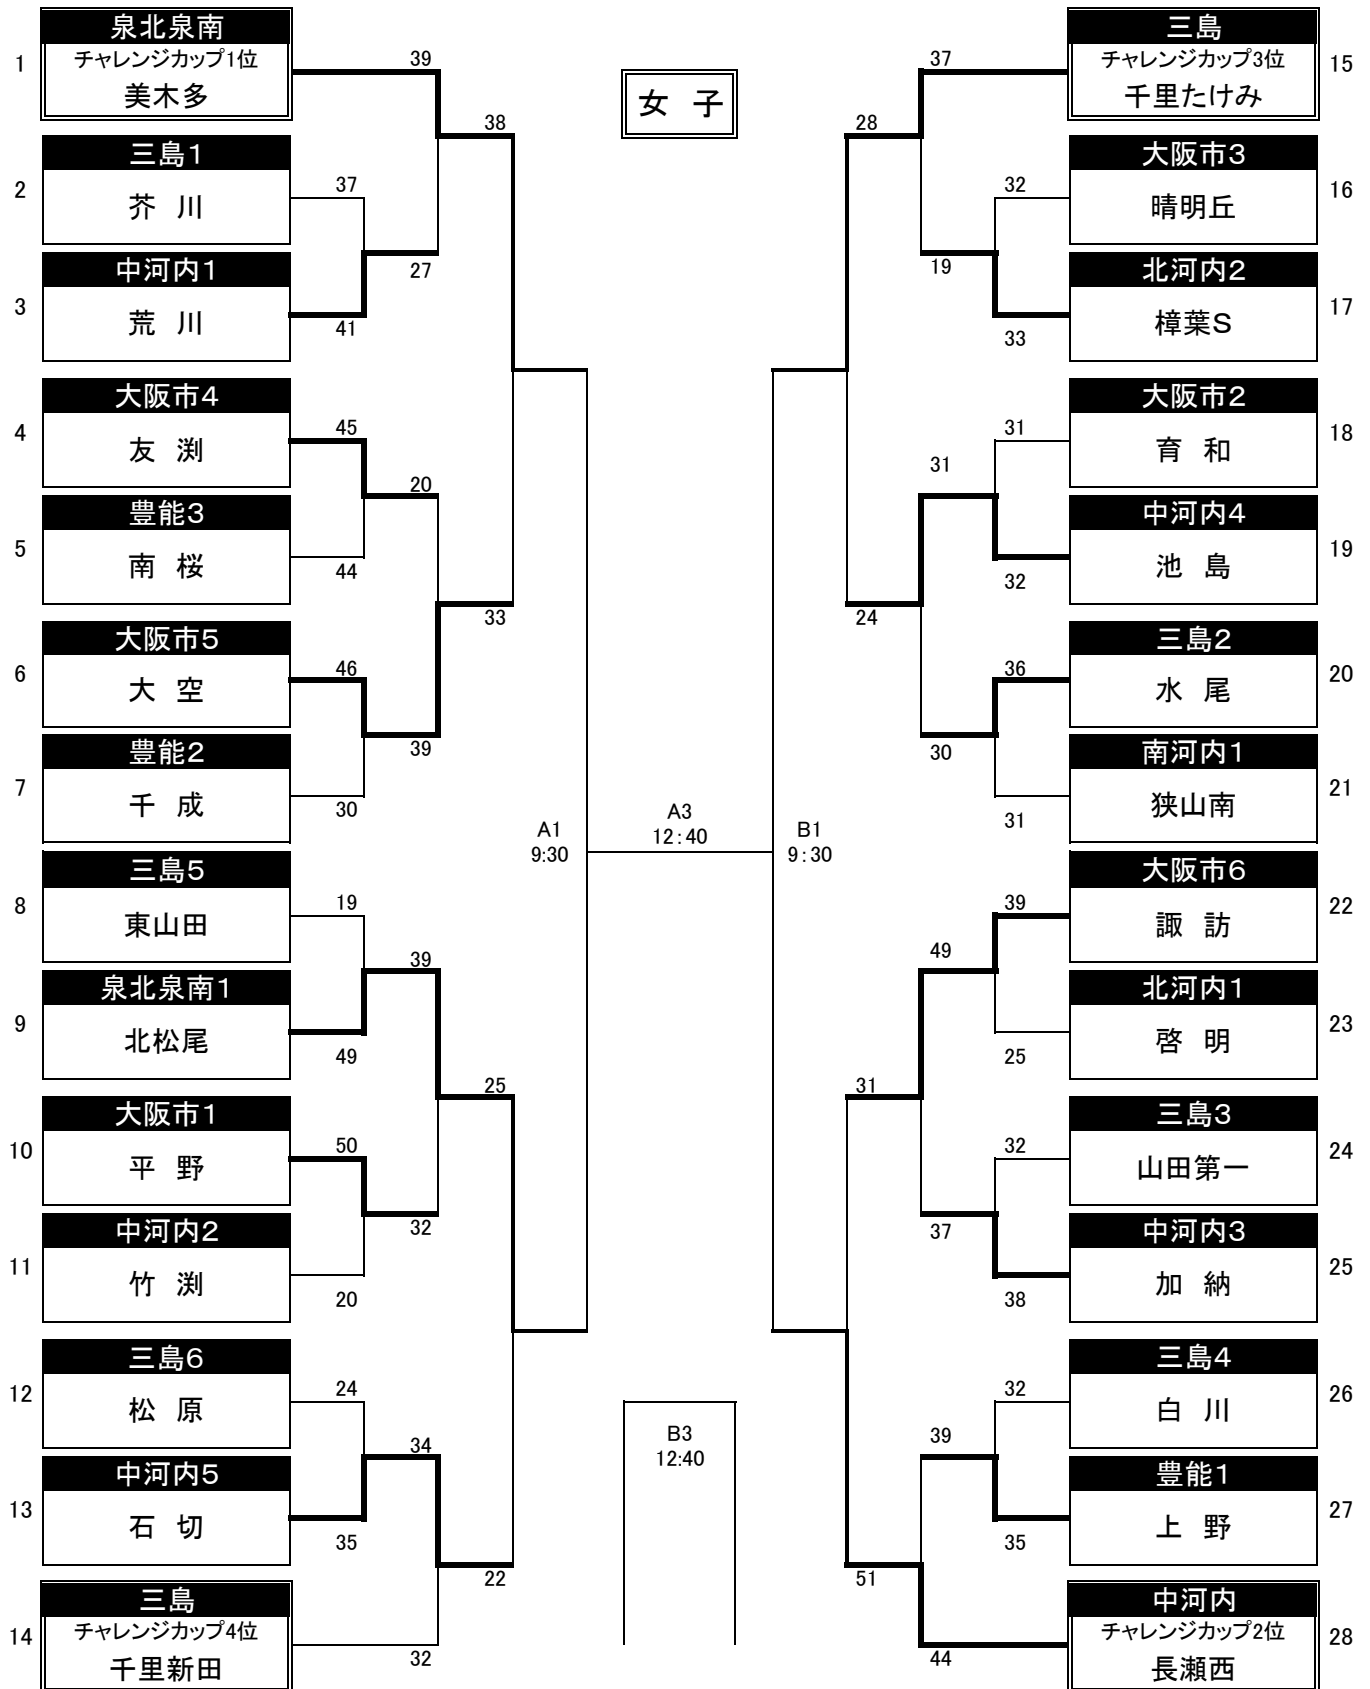 女 子
1
泉北泉南
チャレンジカップ1位
美木多
39
38
2
三島1
芥 川
37
27
3
中河内1
荒 川
41
4
大阪市4
友 渕
45
20
5
豊能3
南 桜
44
33
6
大阪市5
大 空
46
39
7
豊能2
千 成
30
A1
9:30
A3
12:40
B1
9:30
8
三島5
東山田
19
39
9
泉北泉南1
北松尾
49
25
10
大阪市1
平 野
50
32
11
中河内2
竹 渕
20
12
三島6
松 原
24
34
13
中河内5
石 切
35
22
14
三島
チャレンジカップ4位
千里新田
32
B3
12:40
37
三島
チャレンジカップ3位
千里たけみ
15
28
32
大阪市3
晴明丘
16
19
北河内2
樟葉S
17
33
31
大阪市2
育 和
18
31
中河内4
池 島
19
32
24
36
三島2
水 尾
20
30
南河内1
狭山南
21
31
39
大阪市6
諏 訪
22
49
北河内1
啓 明
23
25
31
32
三島3
山田第一
24
37
中河内3
加 納
25
38
32
三島4
白 川
26
39
豊能1
上 野
27
35
51
中河内
チャレンジカップ2位
長瀬西
28
44